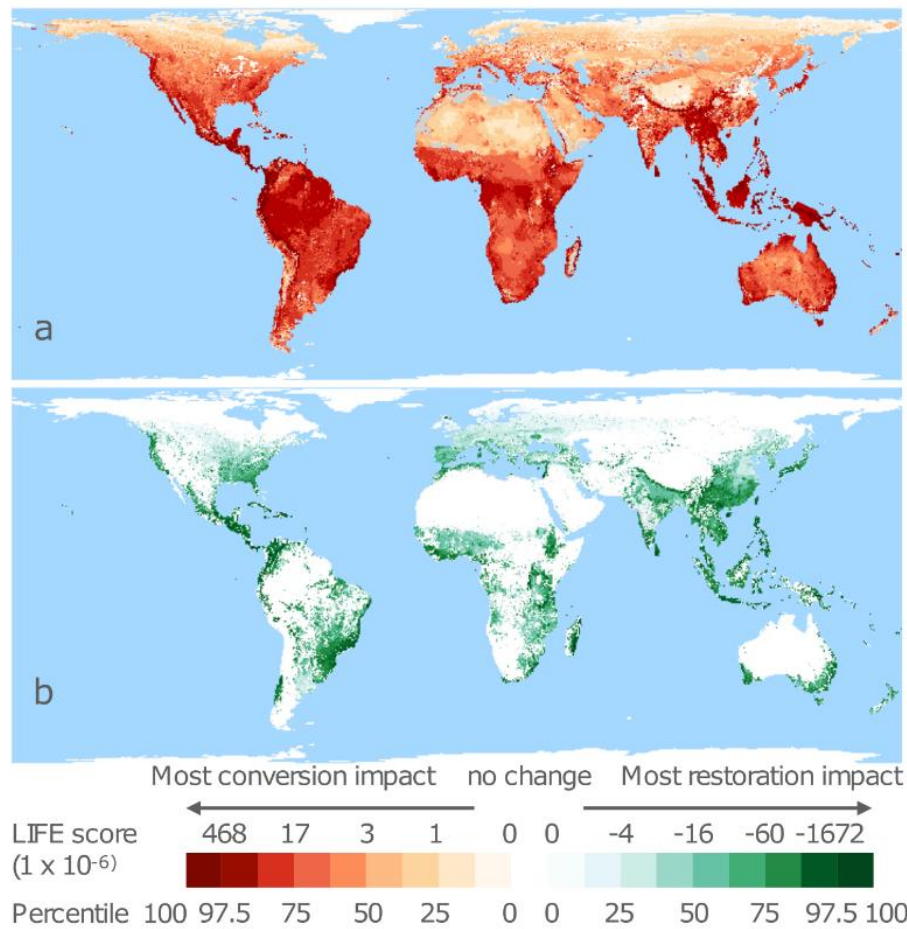 a
b
Most conversion impact no change Most restoration impact
LIFE score 468 17 3 1 0 0 -4 -16 -60 -1672
(1 x 10⁻⁶)
Percentile 100 97.5 75 50 25 0 0 25 50 75 97.5 100